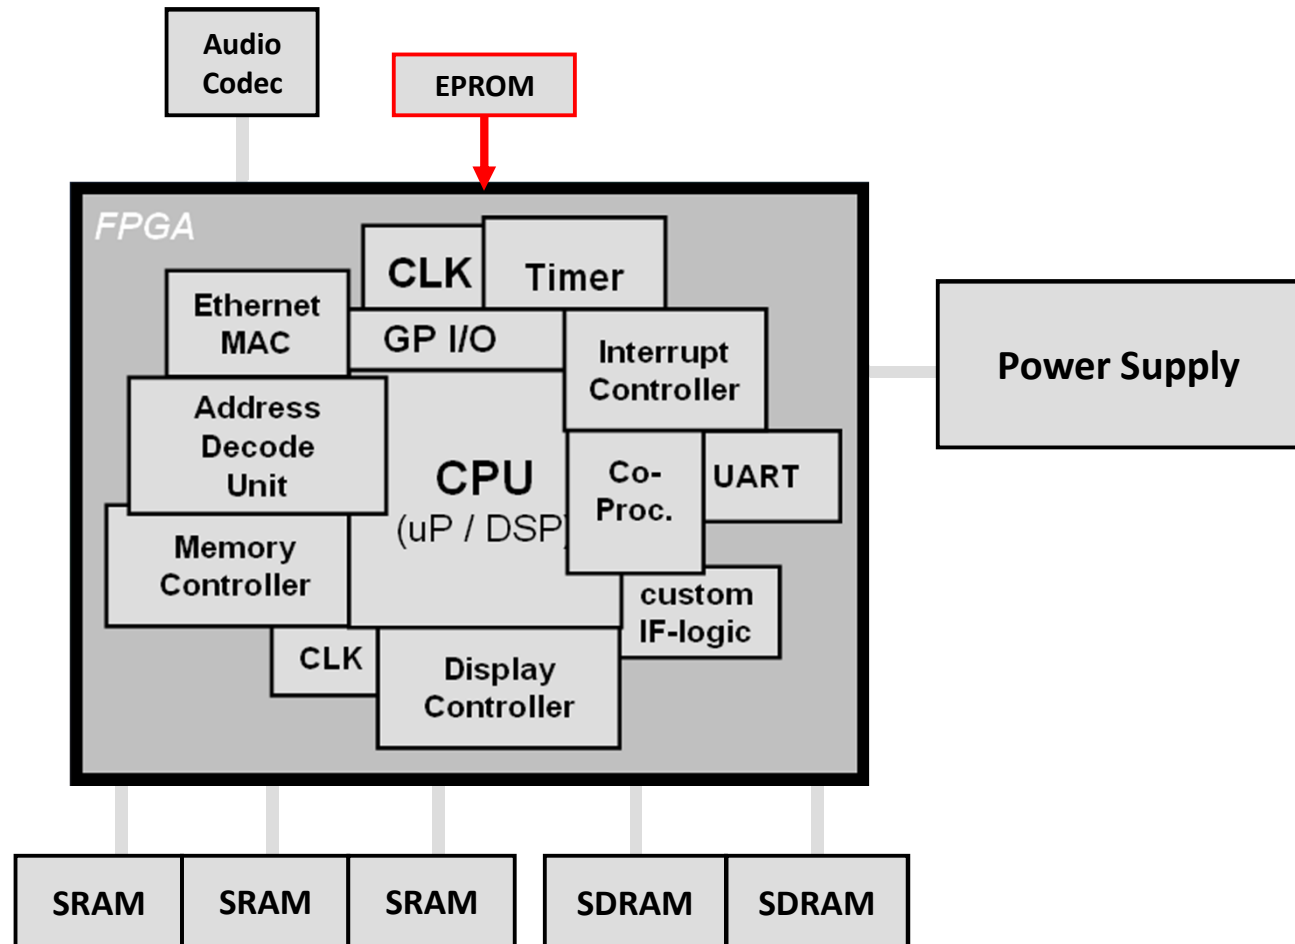 Audio
Codec
EPROM
FPGA
CLK
Timer
Ethernet
MAC
GP I/O
Interrupt
Controller
Power Supply
Address
Decode
Unit
CPU
(uP / DSP)
Co-
Proc.
UART
Memory
Controller
custom
IF-logic
CLK
Display
Controller
SRAM
SRAM
SRAM
SDRAM
SDRAM